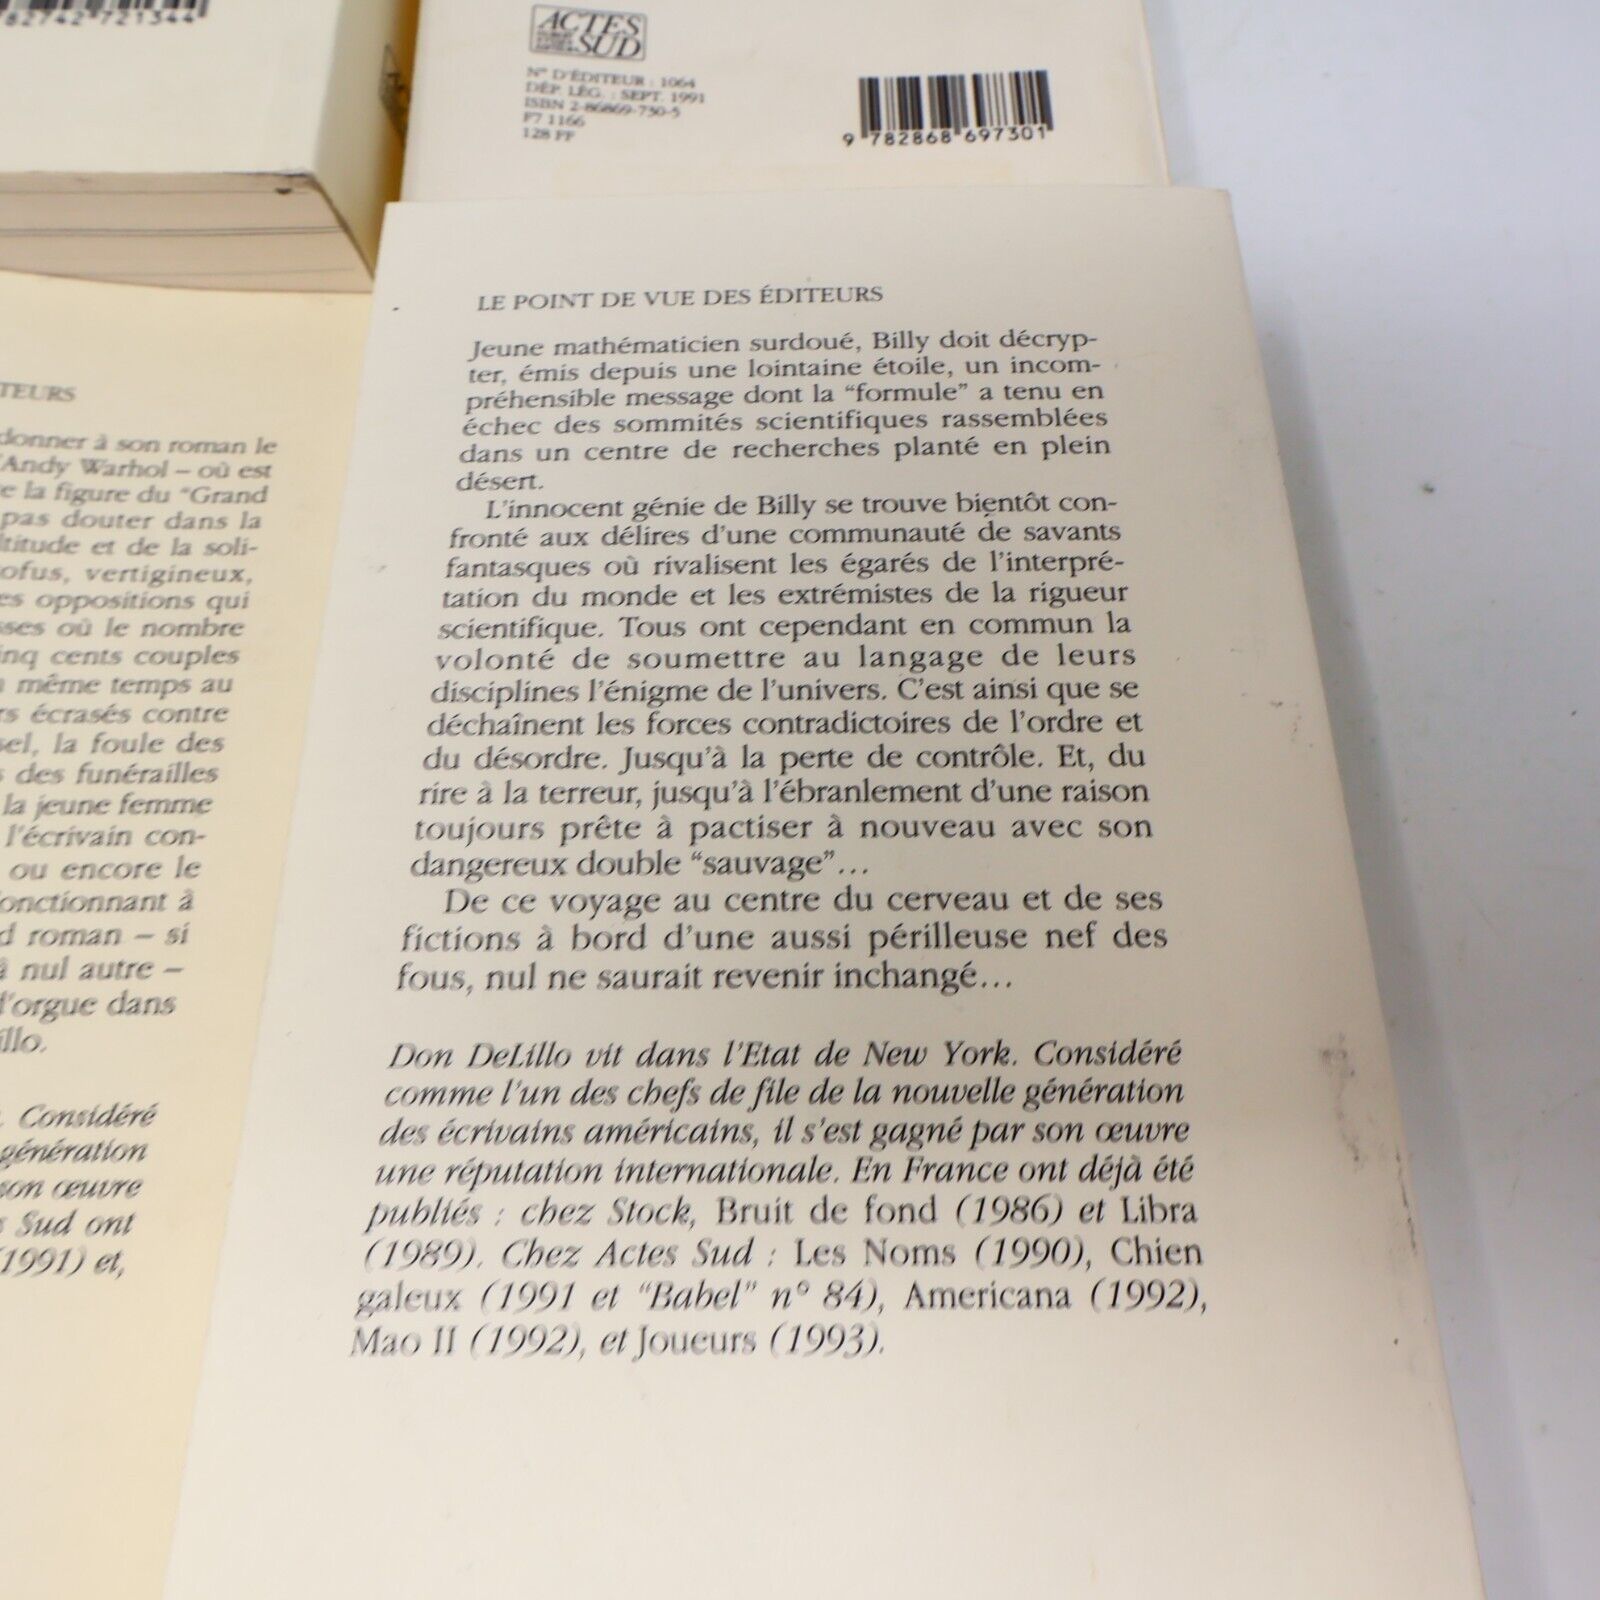 782742 721344
ACTES
SUD
N° D'ÉDITEUR : 1064
DÉP. LÉG. : SEPT. 1991
ISBN 2-86869-730-5
F7 1166
128 FF
9 782868 697301
LE POINT DE VUE DES ÉDITEURS
Jeune mathématicien surdoué, Billy doit décryp-
ter, émis depuis une lointaine étoile, un incom-
préhensible message dont la “formule” a tenu en
échec des sommités scientifiques rassemblées
dans un centre de recherches planté en plein
désert.
L'innocent génie de Billy se trouve bientôt con-
fronté aux délires d'une communauté de savants
fantasques où rivalisent les égarés de l'interpré-
tation du monde et les extrémistes de la rigueur
scientifique. Tous ont cependant en commun la
volonté de soumettre au langage de leurs
disciplines l'énigme de l'univers. C'est ainsi que se
déchaînent les forces contradictoires de l'ordre et
du désordre. Jusqu'à la perte de contrôle. Et, du
rire à la terreur, jusqu'à l'ébranlement d'une raison
toujours prête à pactiser à nouveau avec son
dangereux double “sauvage”...
De ce voyage au centre du cerveau et de ses
fictions à bord d'une aussi périlleuse nef des
fous, nul ne saurait revenir inchangé...
Don DeLillo vit dans l'Etat de New York. Considéré
comme l'un des chefs de file de la nouvelle génération
des écrivains américains, il s'est gagné par son œuvre
une réputation internationale. En France ont déjà été
publiés : chez Stock, Bruit de fond (1986) et Libra
(1989). Chez Actes Sud : Les Noms (1990), Chien
galeux (1991 et “Babel” n° 84), Americana (1992),
Mao II (1992), et Joueurs (1993).
TEURS
donner à son roman le
Andy Warhol – où est
e la figure du “Grand
pas douter dans la
titude et de la soli-
ofus, vertigineux,
es oppositions qui
sses où le nombre
inq cents couples
même temps au
rs écrasés contre
sel, la foule des
s des funérailles
la jeune femme
l'écrivain con-
ou encore le
onctionnant à
d roman – si
à nul autre –
d'orgue dans
illo.
. Considéré
génération
son œuvre
s Sud ont
(1991) et,